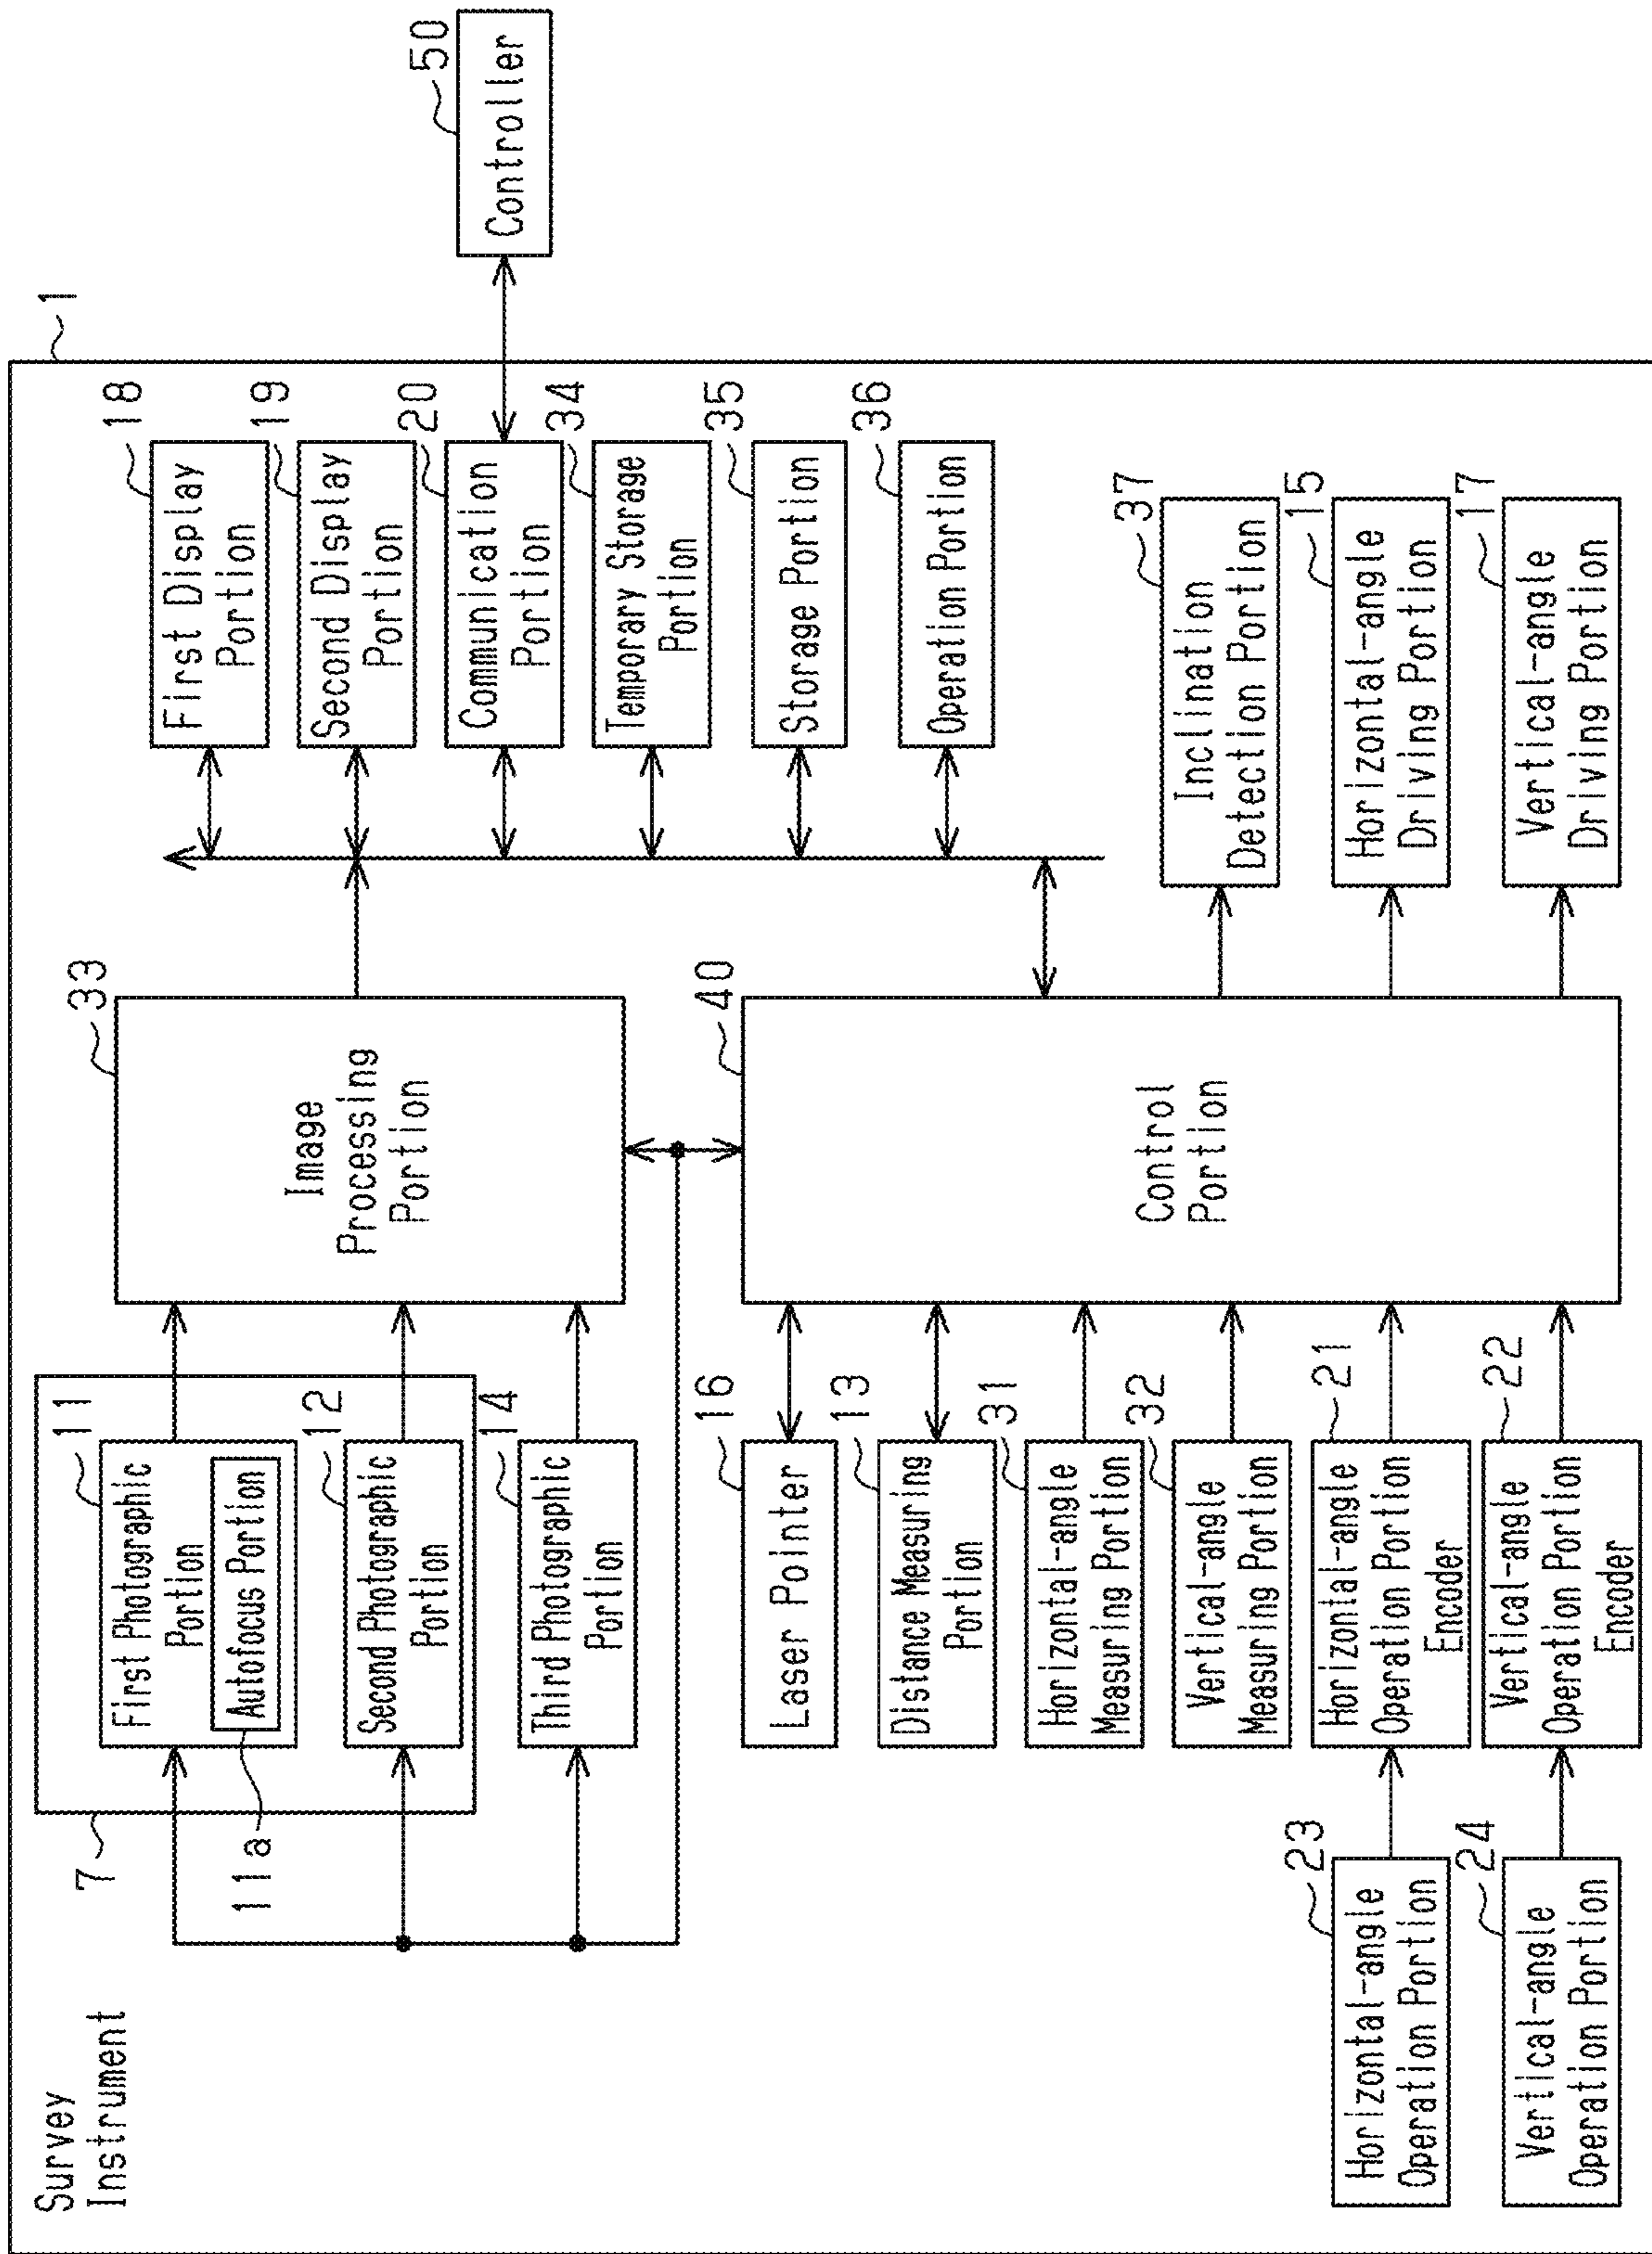 Survey
Instrument
1
7
11
First Photographic
Portion
Autofocus Portion
11a
12
Second Photographic
Portion
14
Third Photographic
Portion
33
Image
Processing
Portion
18
First Display
Portion
19
Second Display
Portion
20
Communication
Portion
34
Temporary Storage
Portion
35
Storage Portion
36
Operation Portion
50
Controller
16
Laser Pointer
13
Distance Measuring
Portion
31
Horizontal-angle
Measuring Portion
32
Vertical-angle
Measuring Portion
23
Horizontal-angle
Operation Portion
21
Horizontal-angle
Operation Portion
Encoder
24
Vertical-angle
Operation Portion
22
Vertical-angle
Operation Portion
Encoder
40
Control
Portion
37
Inclination
Detection Portion
15
Horizontal-angle
Driving Portion
17
Vertical-angle
Driving Portion